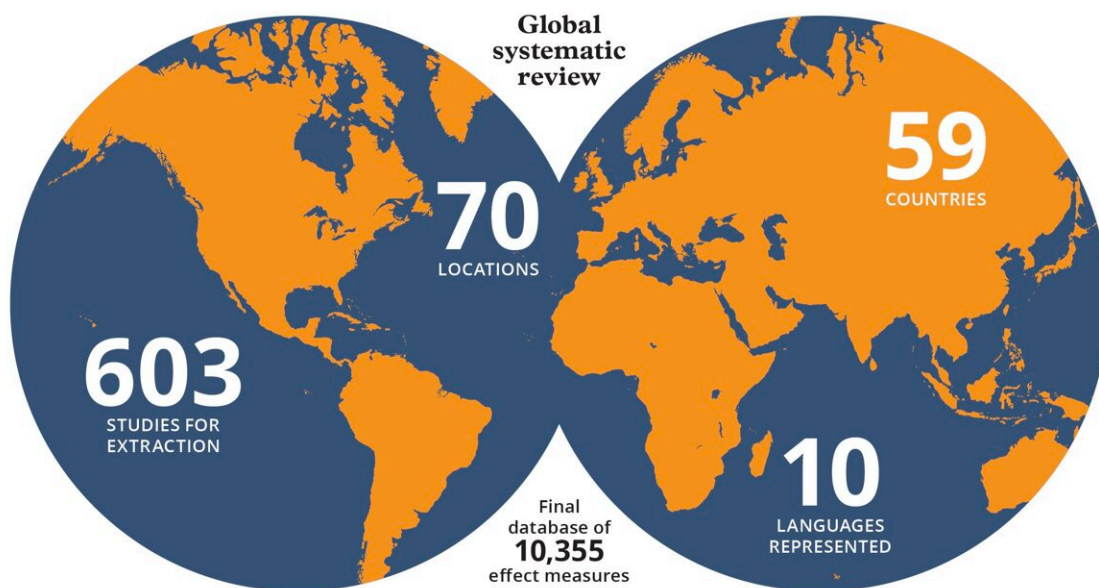 Global
systematic
review
59
COUNTRIES
70
LOCATIONS
603
STUDIES FOR
EXTRACTION
10
LANGUAGES
REPRESENTED
Final
database of
10,355
effect measures